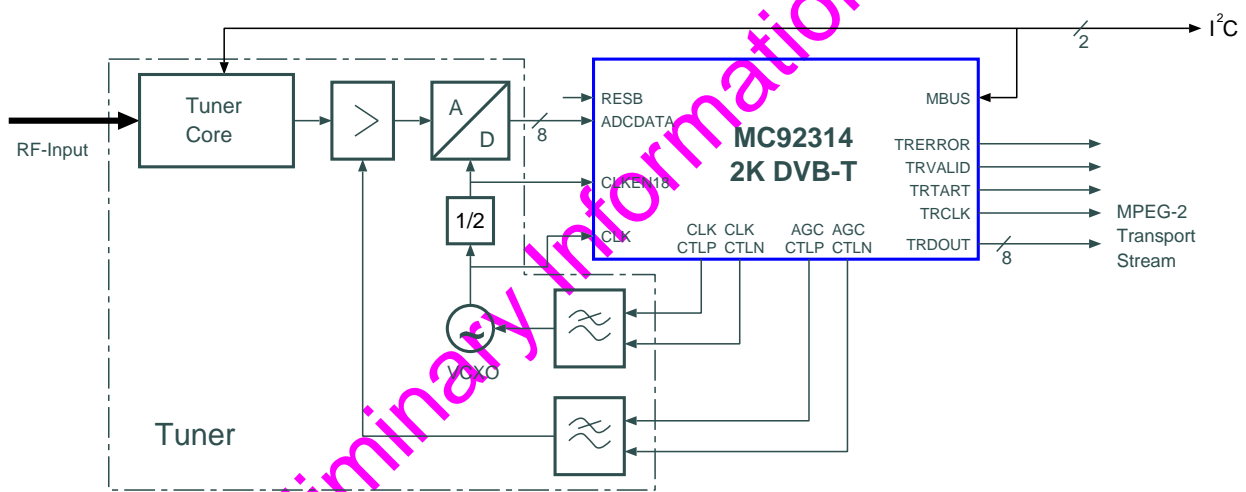 I²C
2
Tuner
Core
RF-Input
>
A
D
8
RESB
ADCDATA
CLKEN18
CLK
MBUS
MC92314
2K DVB-T
TRERROR
TRVALID
TRTART
TRCLK
TRDOUT
8
MPEG-2
Transport
Stream
CLK CLK
CTLP CTLN
AGC AGC
CTLP CTLN
1/2
VCXO
Tuner
liminary Information